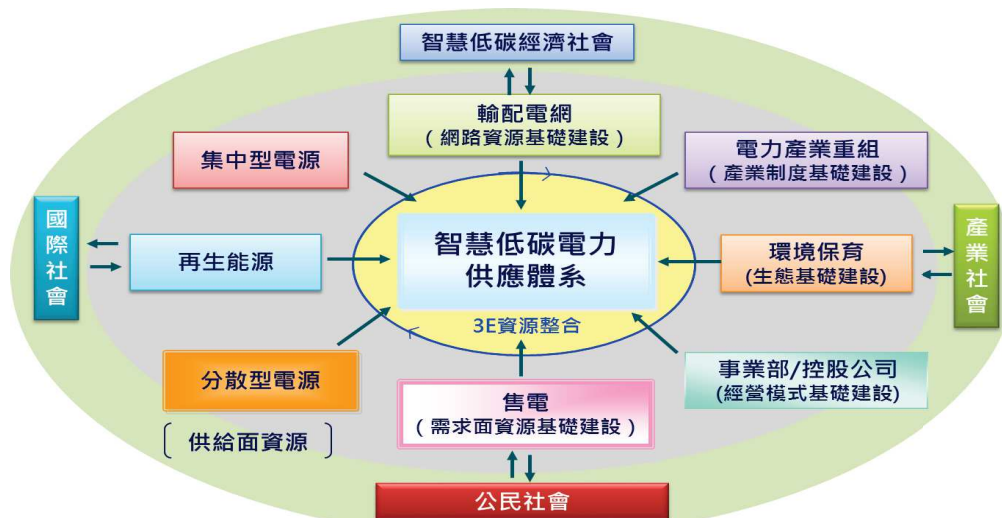 智慧低碳經濟社會
輸配電網
（網路資源基礎建設）
集中型電源
電力產業重組
（產業制度基礎建設）
國際社會
再生能源
智慧低碳電力
供應體系
3E資源整合
環境保育
(生態基礎建設)
產業社會
分散型電源
〔供給面資源〕
售電
（需求面資源基礎建設）
事業部/控股公司
(經營模式基礎建設)
公民社會